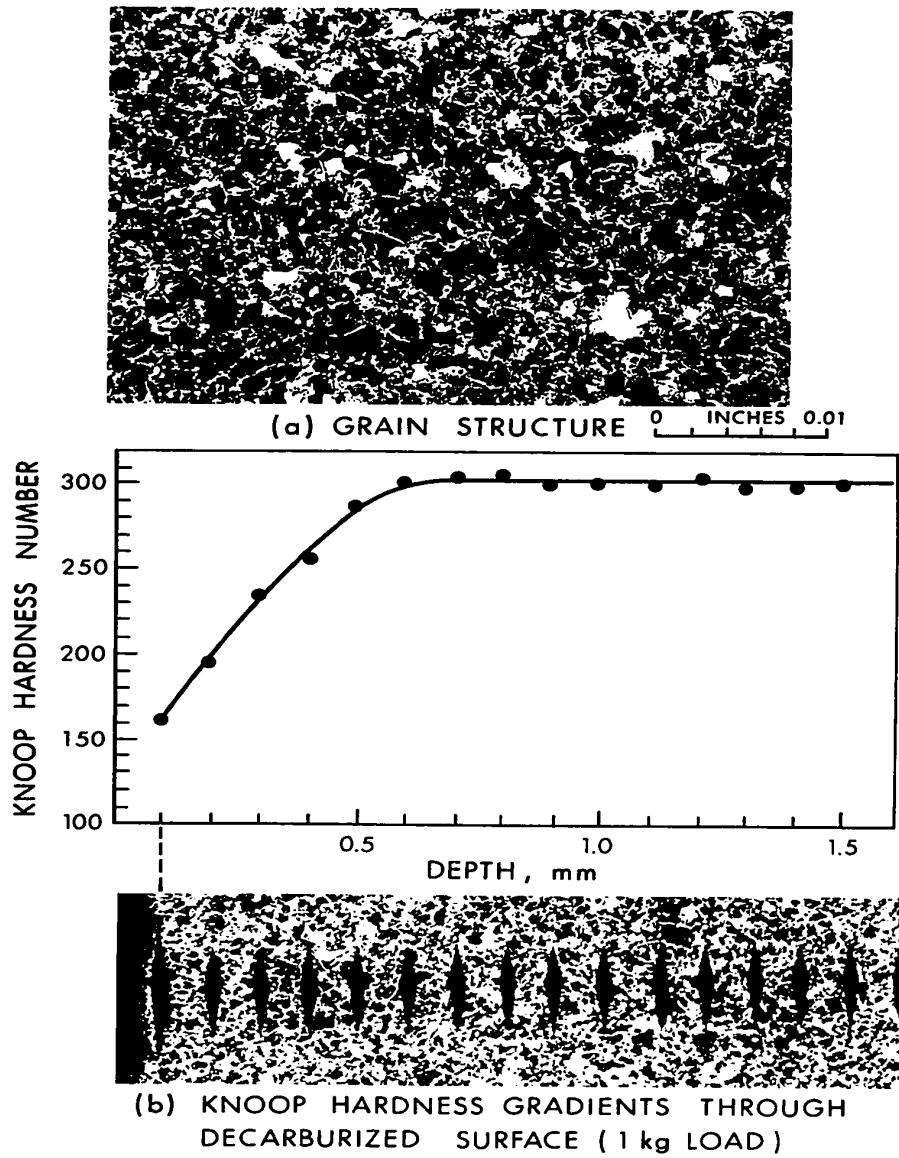 (a) GRAIN STRUCTURE
0 INCHES 0.01
KNOOP HARDNESS NUMBER
300
250
200
150
100
0.5 1.0 1.5
DEPTH, mm
(b) KNOOP HARDNESS GRADIENTS THROUGH
DECARBURIZED SURFACE (1 kg LOAD)